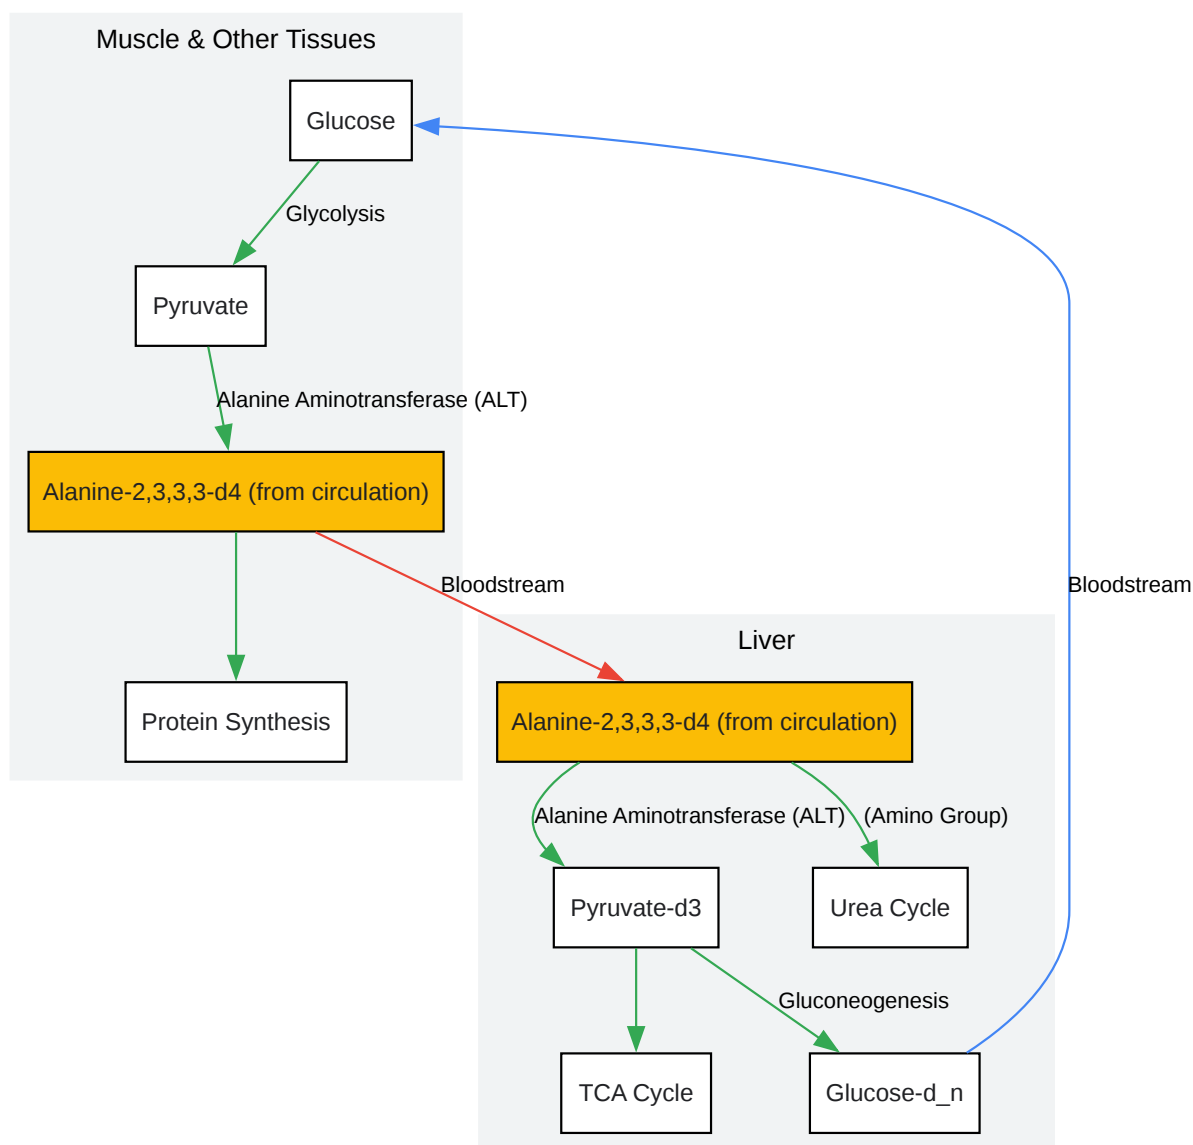 Muscle & Other Tissues
Glucose
Glycolysis
Pyruvate
Alanine Aminotransferase (ALT)
Alanine-2,3,3,3-d4 (from circulation)
Bloodstream
Bloodstream
Protein Synthesis
Liver
Alanine-2,3,3,3-d4 (from circulation)
Alanine Aminotransferase (ALT)
(Amino Group)
Pyruvate-d3
Urea Cycle
Gluconeogenesis
TCA Cycle
Glucose-d_n